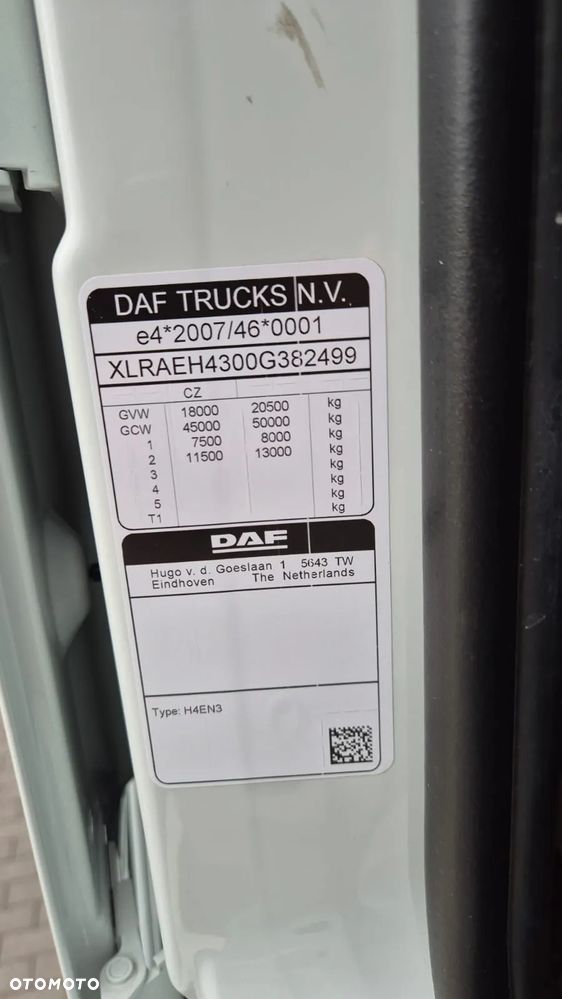 DAF TRUCKS N.V.
e4*2007/46*0001
XLRAEH4300G382499
CZ
GVW 18000 20500 kg
GCW 45000 50000 kg
1 7500 8000 kg
2 11500 13000 kg
3 kg
4 kg
5 kg
T1 kg
DAF
Hugo v. d. Goeslaan 1 5643 TW
Eindhoven The Netherlands
Type: H4EN3
OTOMOTO